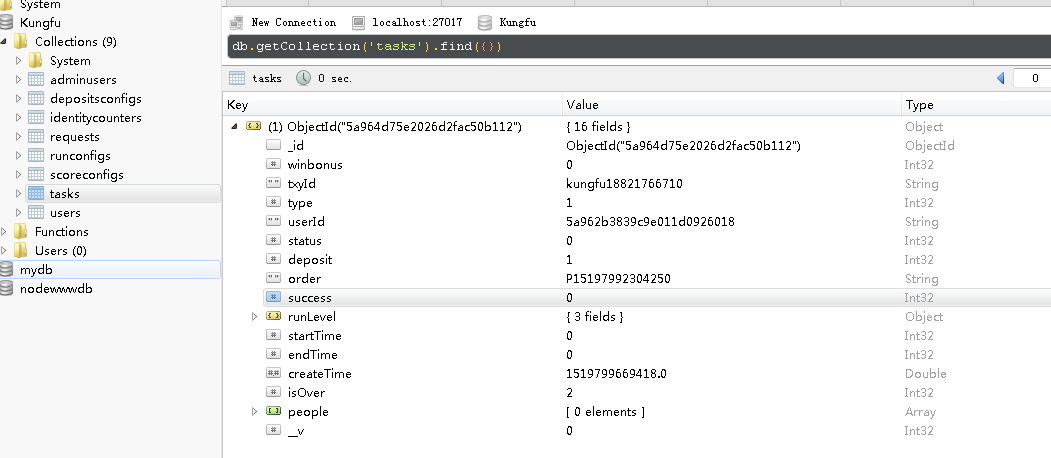 System
Kungfu
Collections (9)
System
adminusers
depositsconfigs
identitycounters
requests
runconfigs
scoreconfigs
tasks
users
Functions
Users (0)
mydb
nodewwwdb
New Connection localhost:27017 Kungfu
db.getCollection('tasks').find({})
tasks 0 sec. 0
Key Value Type
(1) ObjectId("5a964d75e2026d2fac50b112") { 16 fields } Object
_id ObjectId("5a964d75e2026d2fac50b112") ObjectId
winbonus 0 Int32
txyId kungfu18821766710 String
type 1 Int32
userId 5a962b3839c9e011d0926018 String
status 0 Int32
deposit 1 Int32
order P15197992304250 String
success 0 Int32
runLevel { 3 fields } Object
startTime 0 Int32
endTime 0 Int32
createTime 1519799669418.0 Double
isOver 2 Int32
people [ 0 elements ] Array
__v 0 Int32